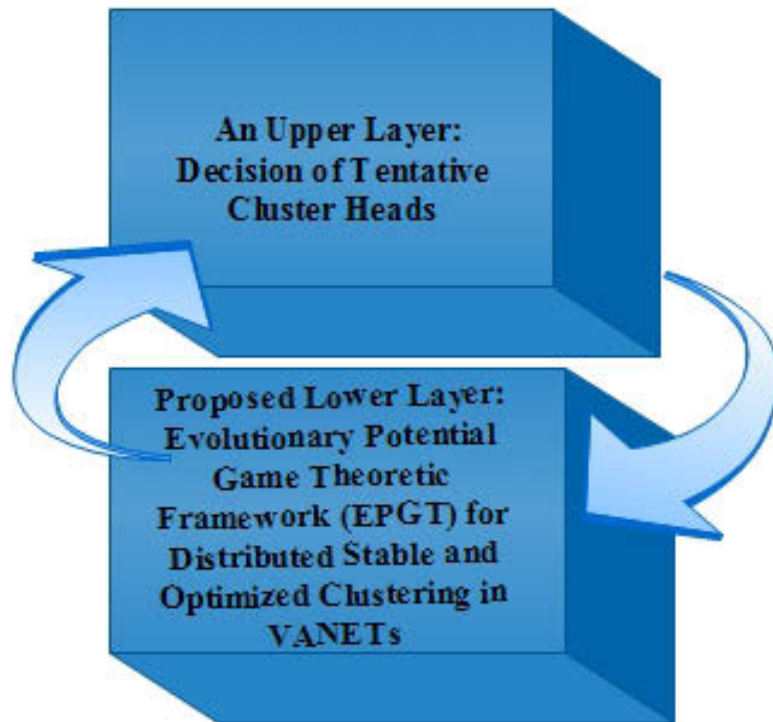 An Upper Layer:
Decision of Tentative
Cluster Heads
Proposed Lower Layer:
Evolutionary Potential
Game Theoretic
Framework (EPGT) for
Distributed Stable and
Optimized Clustering in
VANETs